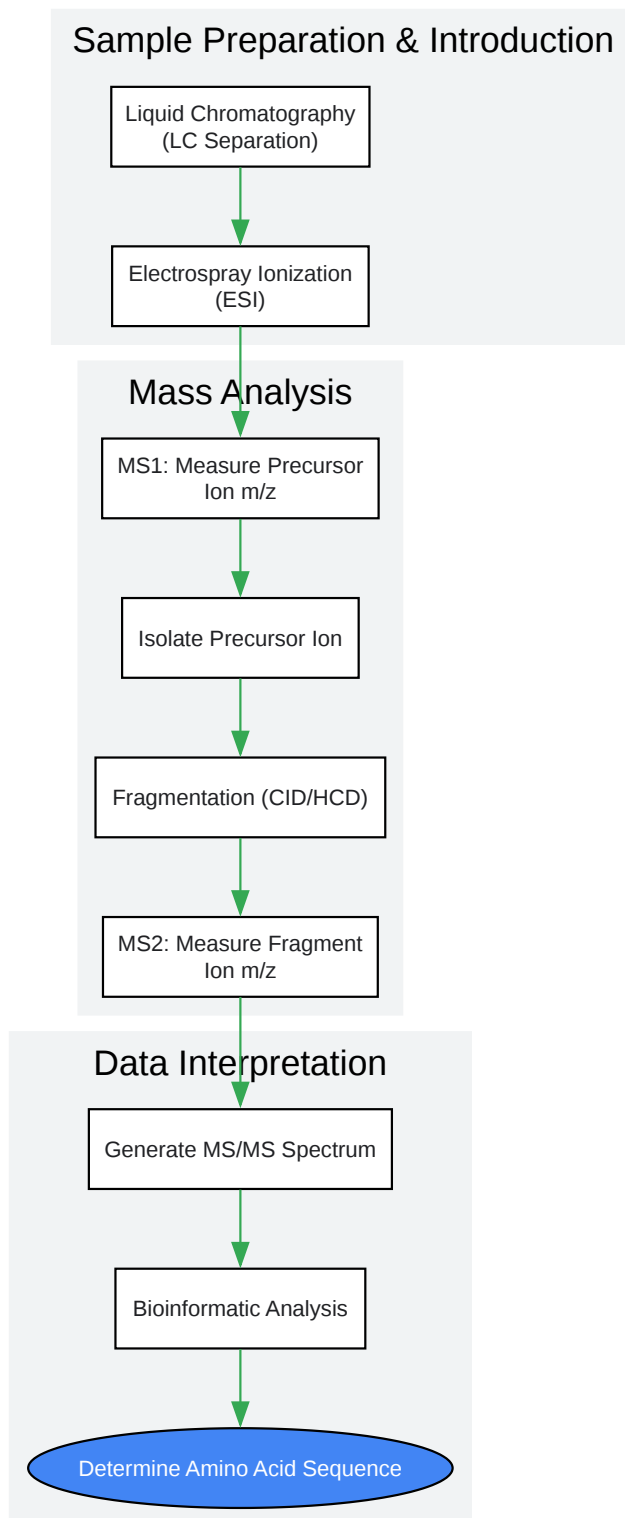 Sample Preparation & Introduction
Liquid Chromatography
(LC Separation)
Electrospray Ionization
(ESI)
Mass Analysis
MS1: Measure Precursor
Ion m/z
Isolate Precursor Ion
Fragmentation (CID/HCD)
MS2: Measure Fragment
Ion m/z
Data Interpretation
Generate MS/MS Spectrum
Bioinformatic Analysis
Determine Amino Acid Sequence